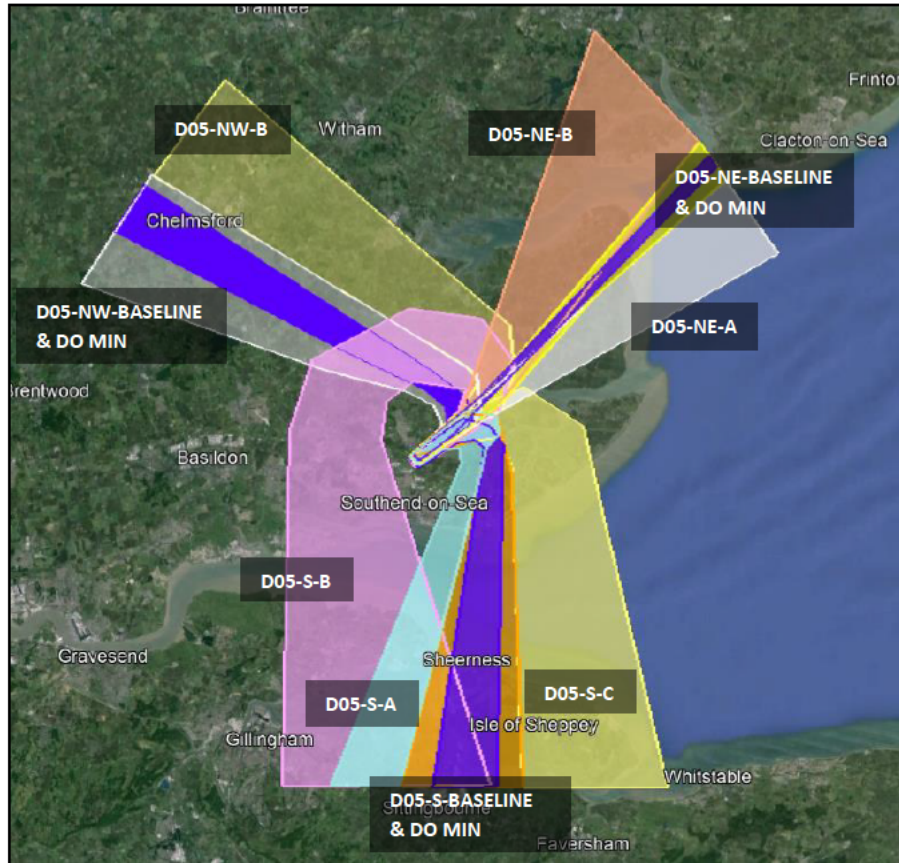 Braintree
Frinton
D05-NW-B
Witham
D05-NE-B
Clacton-on-Sea
D05-NE-BASELINE
& DO MIN
Chelmsford
D05-NW-BASELINE
& DO MIN
D05-NE-A
Brentwood
Basildon
Southend-on-Sea
D05-S-B
Gravesend
Sheerness
D05-S-A
D05-S-C
Isle of Sheppey
Gillingham
Whitstable
D05-S-BASELINE
Sittingbourne
& DO MIN
Faversham